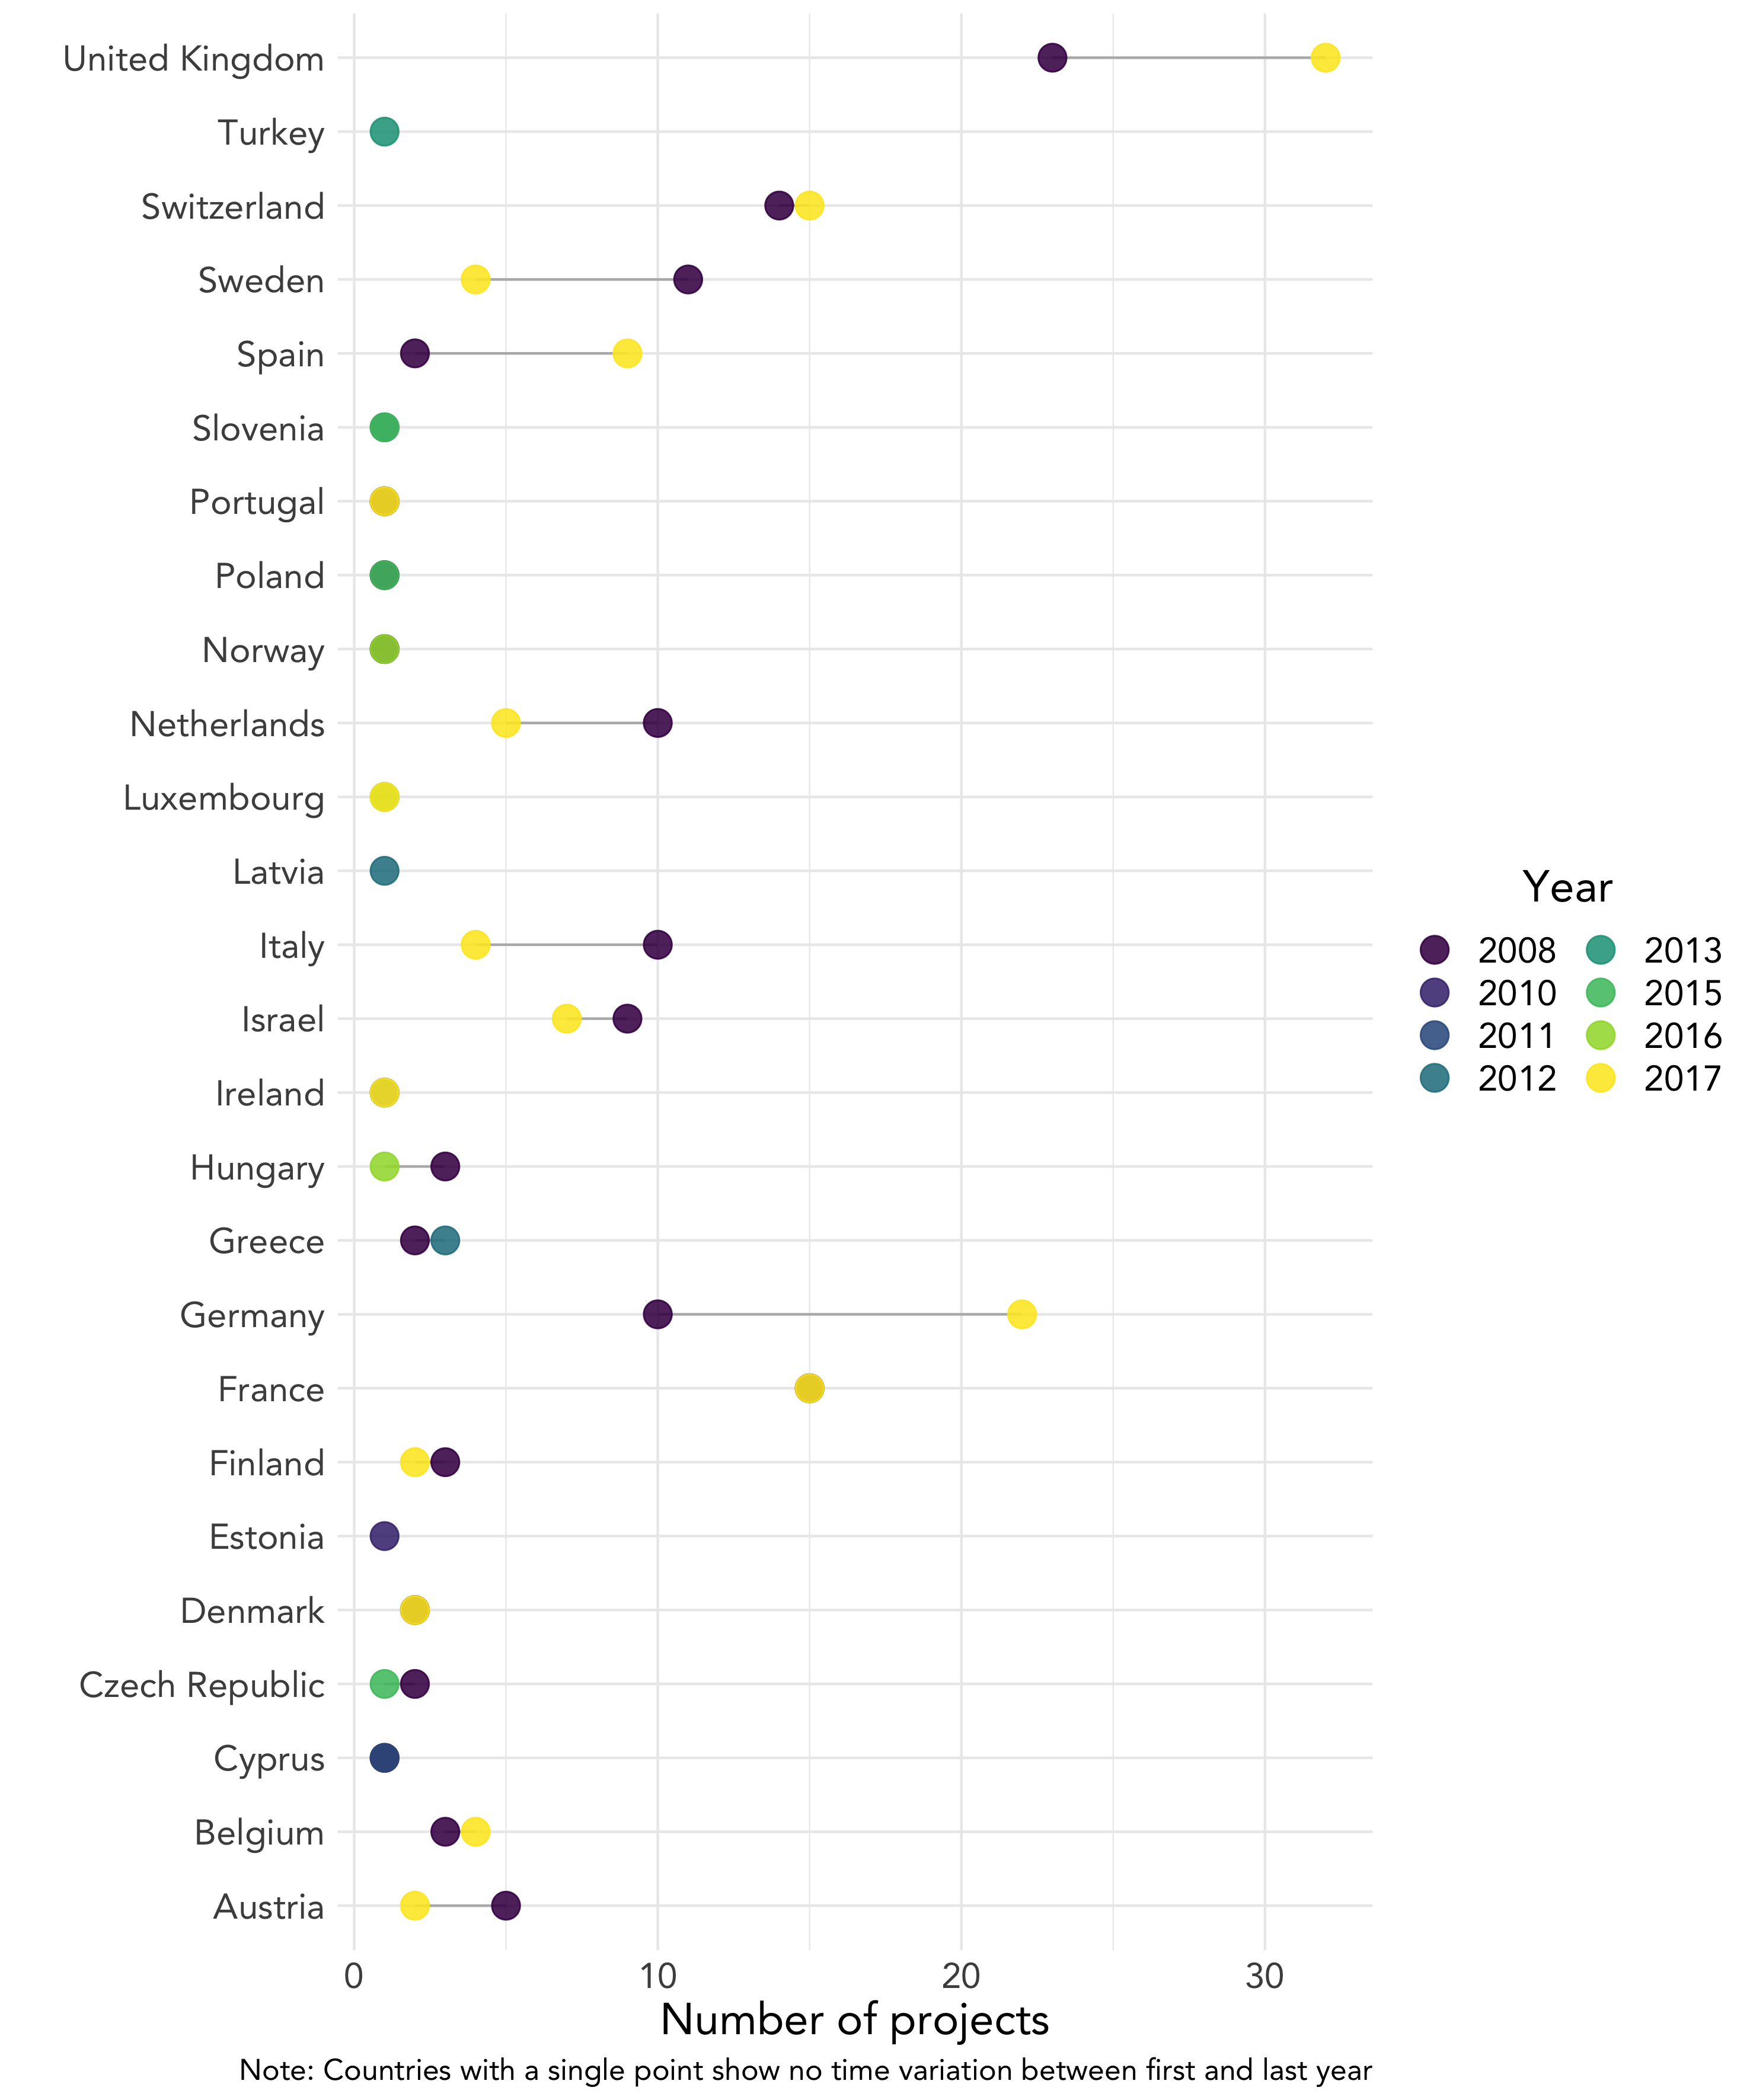 United Kingdom
Turkey
Switzerland
Sweden
Spain
Slovenia
Portugal
Poland
Norway
Netherlands
Luxembourg
Latvia
Italy
Israel
Ireland
Hungary
Greece
Germany
France
Finland
Estonia
Denmark
Czech Republic
Cyprus
Belgium
Austria
0 10 20 30
Number of projects
Note: Countries with a single point show no time variation between first and last year
Year
2008 2013
2010 2015
2011 2016
2012 2017